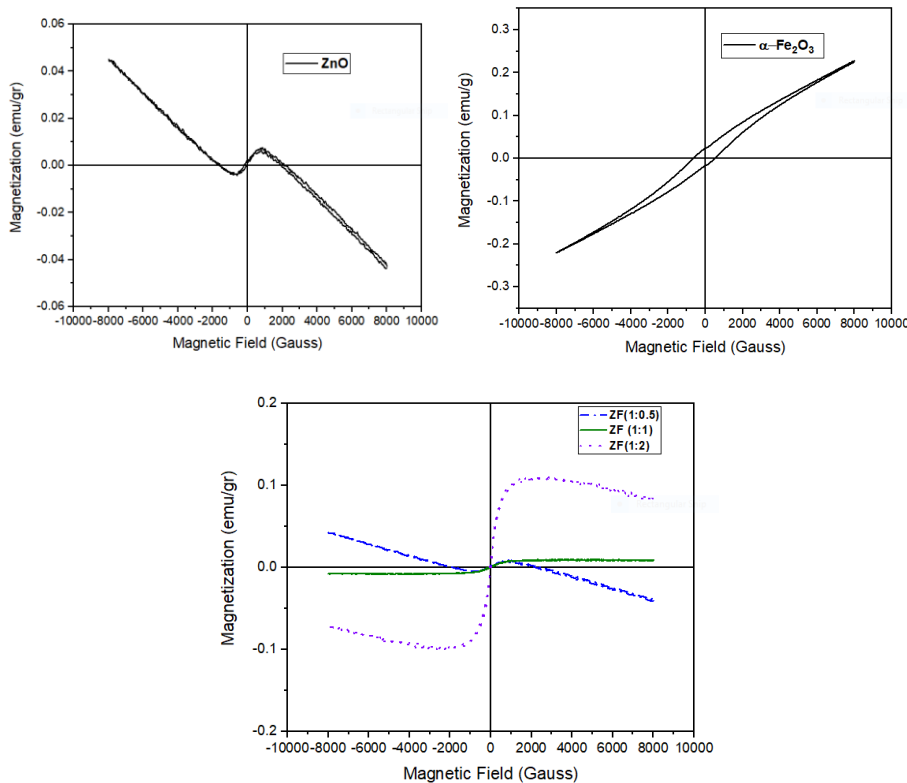 0.06
0.04
0.02
0.00
-0.02
-0.04
-0.06
Magnetization (emu/gr)
ZnO
-10000 -8000 -6000 -4000 -2000 0 2000 4000 6000 8000 10000
Magnetic Field (Gauss)
0.3
0.2
0.1
0.0
-0.1
-0.2
-0.3
Magnetization (emu/g)
α–Fe₂O₃
-10000 -8000 -6000 -4000 -2000 0 2000 4000 6000 8000 10000
Magnetic Field (Gauss)
0.2
0.1
0.0
-0.1
-0.2
Magnetization (emu/gr)
ZF(1:0.5)
ZF (1:1)
ZF(1:2)
-10000 -8000 -6000 -4000 -2000 0 2000 4000 6000 8000 10000
Magnetic Field (Gauss)